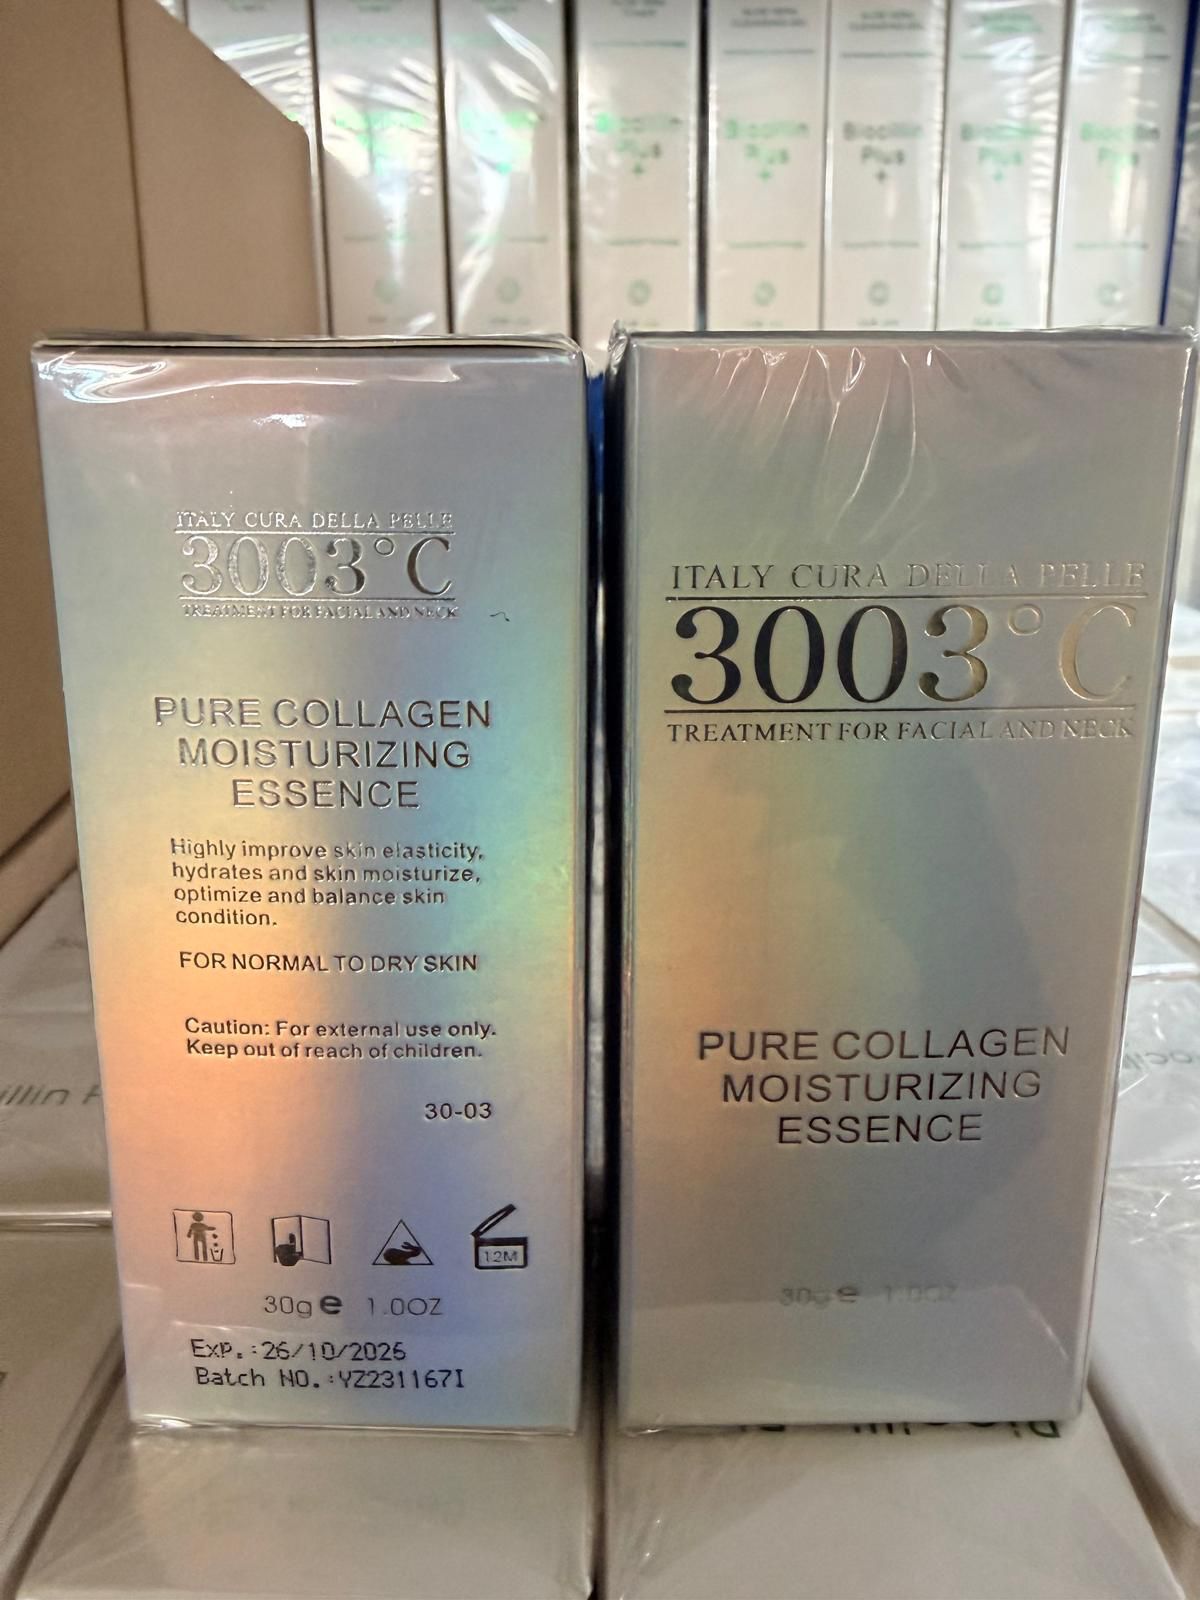 Biocillin
Plus
+
ITALY CURA DELLA PELLE
3003°C
TREATMENT FOR FACIAL AND NECK
PURE COLLAGEN
MOISTURIZING
ESSENCE
Highly improve skin elasticity,
hydrates and skin moisturize,
optimize and balance skin
condition.
FOR NORMAL TO DRY SKIN
Caution: For external use only.
Keep out of reach of children.
30-03
12M
30g e 1.0OZ
Exp.:26/10/2026
Batch NO.:YZ231167I
ITALY CURA DELLA PELLE
3003°C
TREATMENT FOR FACIAL AND NECK
PURE COLLAGEN
MOISTURIZING
ESSENCE
30g e 1.0OZ